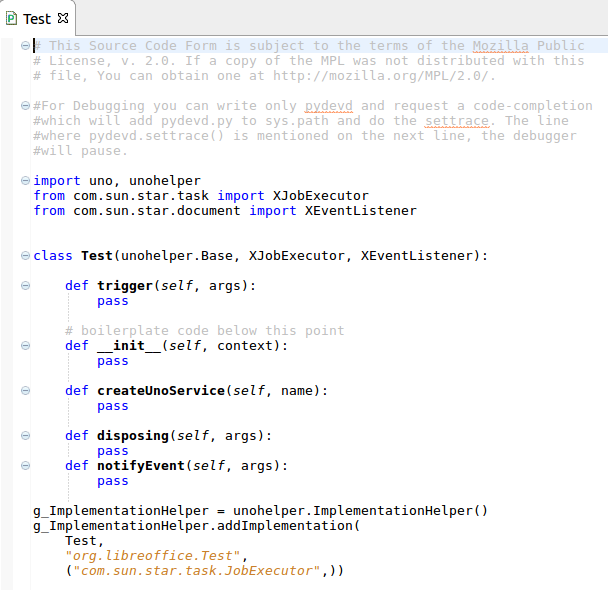 Test
# This Source Code Form is subject to the terms of the Mozilla Public
# License, v. 2.0. If a copy of the MPL was not distributed with this
# file, You can obtain one at http://mozilla.org/MPL/2.0/.
#For Debugging you can write only pydevd and request a code-completion
#which will add pydevd.py to sys.path and do the settrace. The line
#where pydevd.settrace() is mentioned on the next line, the debugger
#will pause.
import uno, unohelper
from com.sun.star.task import XJobExecutor
from com.sun.star.document import XEventListener
class Test(unohelper.Base, XJobExecutor, XEventListener):
    def trigger(self, args):
        pass
    # boilerplate code below this point
    def __init__(self, context):
        pass
    def createUnoService(self, name):
        pass
    def disposing(self, args):
        pass
    def notifyEvent(self, args):
        pass
g_ImplementationHelper = unohelper.ImplementationHelper()
g_ImplementationHelper.addImplementation(
    Test,
    "org.libreoffice.Test",
    ("com.sun.star.task.JobExecutor",))